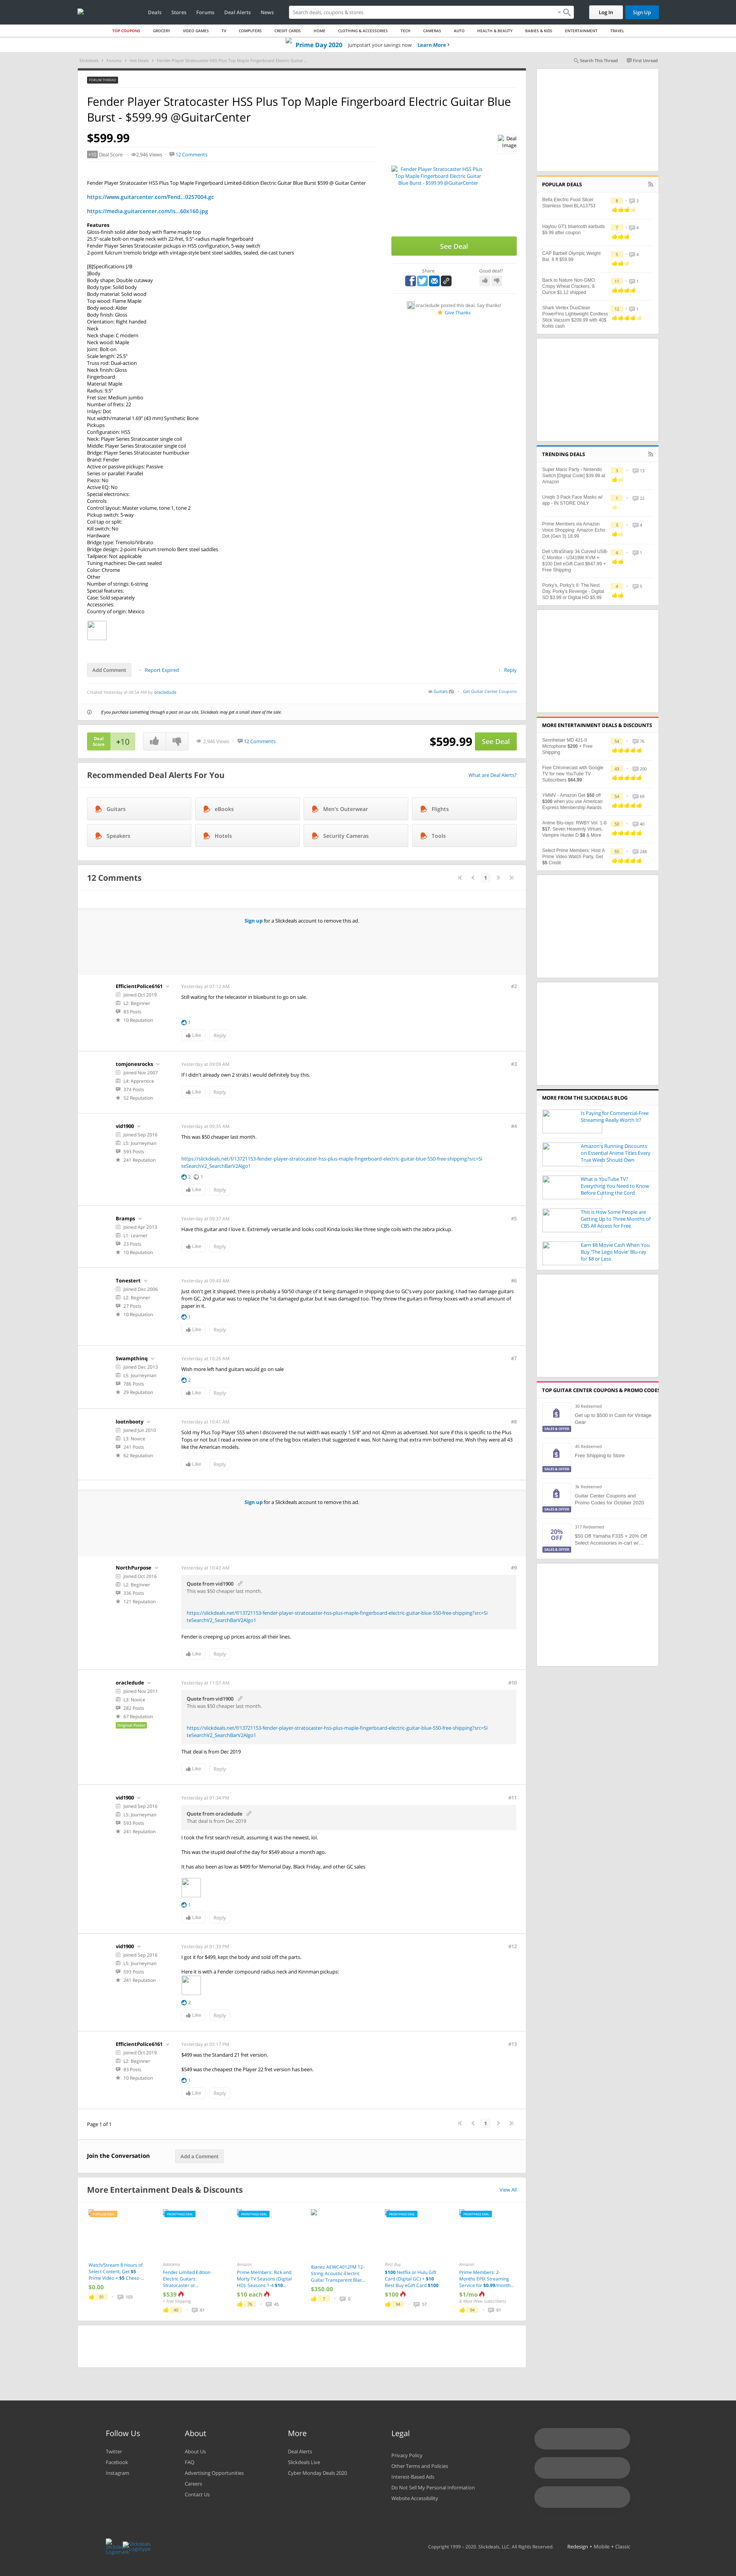 Deals Stores Forums Deal Alerts News
Search deals, coupons & stores
Log In
Sign Up
TOP COUPONS GROCERY VIDEO GAMES TV COMPUTERS CREDIT CARDS HOME CLOTHING & ACCESSORIES TECH CAMERAS AUTO HEALTH & BEAUTY BABIES & KIDS ENTERTAINMENT TRAVEL
Prime Day 2020 Jumpstart your savings now Learn More
Slickdeals > Forums > Hot Deals > Fender Player Stratocaster HSS Plus Top Maple Fingerboard Electric Guitar ...
Search This Thread First Unread
FORUM THREAD
Fender Player Stratocaster HSS Plus Top Maple Fingerboard Electric Guitar Blue
Burst - $599.99 @GuitarCenter
$599.99
+10 Deal Score 2,946 Views 12 Comments
Deal Image
Fender Player Stratocaster HSS Plus Top Maple Fingerboard Limited-Edition Electric Guitar Blue Burst $599 @ Guitar Center
https://www.guitarcenter.com/Fend...0257004.gc
https://media.guitarcenter.com/is...60x160.jpg
Features
Gloss-finish solid alder body with flame maple top
25.5"-scale bolt-on maple neck with 22-fret, 9.5"-radius maple fingerboard
Fender Player Series Stratocaster pickups in HSS configuration, 5-way switch
2-point fulcrum tremolo bridge with vintage-style bent steel saddles, sealed, die-cast tuners
[B]Specifications [/B
]Body
Body shape: Double cutaway
Body type: Solid body
Body material: Solid wood
Top wood: Flame Maple
Body wood: Alder
Body finish: Gloss
Orientation: Right handed
Neck
Neck shape: C modern
Neck wood: Maple
Joint: Bolt-on
Scale length: 25.5"
Truss rod: Dual-action
Neck finish: Gloss
Fingerboard
Material: Maple
Radius: 9.5"
Fret size: Medium jumbo
Number of frets: 22
Inlays: Dot
Nut width/material: 1.69" (43 mm) Synthetic Bone
Pickups
Configuration: HSS
Neck: Player Series Stratocaster single coil
Middle: Player Series Stratocaster single coil
Bridge: Player Series Stratocaster humbucker
Brand: Fender
Active or passive pickups: Passive
Series or parallel: Parallel
Piezo: No
Active EQ: No
Special electronics:
Controls
Control layout: Master volume, tone 1, tone 2
Pickup switch: 5-way
Coil tap or split:
Kill switch: No
Hardware
Bridge type: Tremolo/Vibrato
Bridge design: 2-point Fulcrum tremolo Bent steel saddles
Tailpiece: Not applicable
Tuning machines: Die-cast sealed
Color: Chrome
Other
Number of strings: 6-string
Special features:
Case: Sold separately
Accessories:
Country of origin: Mexico
Fender Player Stratocaster HSS Plus
Top Maple Fingerboard Electric Guitar
Blue Burst - $599.99 @GuitarCenter
See Deal
Share Good deal?
oracledude posted this deal. Say thanks!
Give Thanks
Add Comment Report Expired Reply
Created Yesterday at 06:54 AM by oracledude
Guitars (5) Get Guitar Center Coupons
If you purchase something through a post on our site, Slickdeals may get a small share of the sale.
Deal Score +10 2,946 Views 12 Comments $599.99 See Deal
Recommended Deal Alerts For You
What are Deal Alerts?
Guitars eBooks Men's Outerwear Flights
Speakers Hotels Security Cameras Tools
12 Comments
1
Sign up for a Slickdeals account to remove this ad.
EfficientPolice6161
Joined Oct 2019
L2: Beginner
83 Posts
10 Reputation
Yesterday at 07:12 AM #2
Still waiting for the telecaster in blueburst to go on sale.
1
Like Reply
tomjonesrocks
Joined Nov 2007
L4: Apprentice
374 Posts
52 Reputation
Yesterday at 09:09 AM #3
If I didn't already own 2 strats I would definitely buy this.
Like Reply
vid1900
Joined Sep 2016
L5: Journeyman
593 Posts
241 Reputation
Yesterday at 09:35 AM #4
This was $50 cheaper last month.
https://slickdeals.net/f/13721153-fender-player-stratocaster-hss-plus-maple-fingerboard-electric-guitar-blue-550-free-shipping?src=Si
teSearchV2_SearchBarV2Algo1
2 1
Like Reply
Bramps
Joined Apr 2013
L1: Learner
23 Posts
10 Reputation
Yesterday at 09:37 AM #5
Have this guitar and I love it. Extremely versatile and looks cool! Kinda looks like three single coils with the zebra pickup.
Like Reply
Tonestert
Joined Dec 2006
L2: Beginner
27 Posts
10 Reputation
Yesterday at 09:49 AM #6
Just don't get it shipped, there is probably a 50/50 change of it being damaged in shipping due to GC's very poor packing. I had two damage guitars
from GC, 2nd guitar was to replace the 1st damaged guitar but it was damaged too. They threw the guitars in flimsy boxes with a small amount of
paper in it.
1
Like Reply
Swampthinq
Joined Dec 2013
L5: Journeyman
786 Posts
29 Reputation
Yesterday at 10:26 AM #7
Wish more left hand guitars would go on sale
2
Like Reply
lootnbooty
Joined Jun 2010
L3: Novice
241 Posts
62 Reputation
Yesterday at 10:41 AM #8
Sold my Plus Top Player SSS when I discovered the nut width was exactly 1 5/8" and not 42mm as advertised. Not sure if this is specific to the Plus
Tops or not but I read a review on one of the big box retailers that suggested it was. Not having that extra mm bothered me. Wish they were all 43
like the American models.
Like Reply
Sign up for a Slickdeals account to remove this ad.
NorthPurpose
Joined Oct 2016
L2: Beginner
336 Posts
121 Reputation
Yesterday at 10:42 AM #9
Quote from vid1900
This was $50 cheaper last month.
https://slickdeals.net/f/13721153-fender-player-stratocaster-hss-plus-maple-fingerboard-electric-guitar-blue-550-free-shipping?src=Si
teSearchV2_SearchBarV2Algo1
Fender is creeping up prices across all their lines.
Like Reply
oracledude
Joined Nov 2011
L3: Novice
282 Posts
67 Reputation
Original Poster
Yesterday at 11:07 AM #10
Quote from vid1900
This was $50 cheaper last month.
https://slickdeals.net/f/13721153-fender-player-stratocaster-hss-plus-maple-fingerboard-electric-guitar-blue-550-free-shipping?src=Si
teSearchV2_SearchBarV2Algo1
That deal is from Dec 2019
Like Reply
vid1900
Joined Sep 2016
L5: Journeyman
593 Posts
241 Reputation
Yesterday at 01:34 PM #11
Quote from oracledude
That deal is from Dec 2019
I took the first search result, assuming it was the newest, lol.
This was the stupid deal of the day for $549 about a month ago.
It has also been as low as $499 for Memorial Day, Black Friday, and other GC sales
1
Like Reply
vid1900
Joined Sep 2016
L5: Journeyman
593 Posts
241 Reputation
Yesterday at 01:39 PM #12
I got it for $499, kept the body and sold off the parts.
Here it is with a Fender compound radius neck and Kinnman pickups:
2
Like Reply
EfficientPolice6161
Joined Oct 2019
L2: Beginner
83 Posts
10 Reputation
Yesterday at 05:17 PM #13
$499 was the Standard 21 fret version.
$549 was the cheapest the Player 22 fret version has been.
1
Like Reply
Page 1 of 1
1
Join the Conversation Add a Comment
More Entertainment Deals & Discounts
View All
Watch/Stream 8 Hours of
Select Content, Get $5
Prime Video + $5 Cheax ...
$0.00
Limited Edition
Electric Guitars:
Stratocaster or...
$539
+ Free Shipping
40 61
Amazon
Prime Members: Rick and
Morty TV Seasons (Digital
HD): Seasons 1-4 $10...
$10 each
76 45
Ibanez AEWC4012FM 12-
String Acoustic-Electric
Guitar Transparent Blac...
$350.00
Best Buy
$100 Netflix or Hulu Gift
Card (Digital GC) + $10
Best Buy eGift Card $100
$100
94 57
Amazon
Prime Members: 2-
Months EPIX Streaming
Service for $0.99/month...
$1/mo
& More (New Subscribers)
94 61
POPULAR DEALS
Bella Electric Food Slicer
Stainless Steel BLA13753
8 3
Haylou GT1 bluetooth earbuds
$9.99 after coupon
7 4
CAP Barbell Olympic Weight
Bar, 6 ft $59.99
5 4
Back to Nature Non-GMO
Crispy Wheat Crackers, 8
Ounce $1.12 shipped
11 1
Shark Vertex DuoClean
PowerFins Lightweight Cordless
Stick Vacuum $209.99 with 40$
Kohls cash
12 1
TRENDING DEALS
Super Mario Party - Nintendo
Switch [Digital Code] $39.99 at
Amazon
3 13
Uniqlo 3 Pack Face Masks w/
app - IN STORE ONLY
1 22
Prime Members via Amazon
Voice Shopping: Amazon Echo
Dot (Gen 3) 18.99
3 4
Dell UltraSharp 34 Curved USB-
C Monitor - U3419W KVM +
$100 Dell eGift Card $647.99 +
Free Shipping
4 1
Porky's, Porky's II: The Next
Day, Porky's Revenge - Digital
SD $3.99 or Digital HD $5.99
4 0
MORE ENTERTAINMENT DEALS & DISCOUNTS
Sennheiser MD 421-II
Microphone $200 + Free
Shipping
54 76
Free Chromecast with Google
TV for new YouTube TV
Subscribers $64.99
43 200
YMMV - Amazon Get $50 off
$100 when you use American
Express Membership Awards
54 69
Anime Blu-rays: RWBY Vol. 1-6
$17, Seven Heavenly Virtues,
Vampire Hunter D $8 & More
50 40
Select Prime Members: Host A
Prime Video Watch Party, Get
$5 Credit
55 248
MORE FROM THE SLICKDEALS BLOG
Is Paying for Commercial-Free
Streaming Really Worth It?
Amazon's Running Discounts
on Essential Anime Titles Every
True Weeb Should Own
What is YouTube TV?
Everything You Need to Know
Before Cutting the Cord
This is How Some People are
Getting Up to Three Months of
CBS All Access for Free
Earn $8 Movie Cash When You
Buy 'The Lego Movie' Blu-ray
for $8 or Less
TOP GUITAR CENTER COUPONS & PROMO CODES
30 Redeemed
Get up to $500 in Cash for Vintage
Gear
SALES & OFFER
45 Redeemed
Free Shipping to Store
SALES & OFFER
36 Redeemed
Guitar Center Coupons and
Promo Codes for October 2020
SALES & OFFER
20% OFF
317 Redeemed
$50 Off Yamaha F335 + 20% Off
Select Accessories in-cart w/...
SALES & OFFER
Follow Us
Twitter
Facebook
Instagram
About
About Us
FAQ
Advertising Opportunities
Careers
Contact Us
More
Deal Alerts
Slickdeals Live
Cyber Monday Deals 2020
Legal
Privacy Policy
Other Terms and Policies
Interest-Based Ads
Do Not Sell My Personal Information
Website Accessibility
Copyright 1999 - 2020. Slickdeals, LLC. All Rights Reserved. Redesign • Mobile • Classic